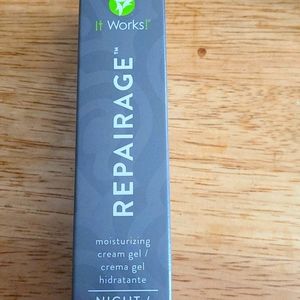 It Works!®
REPAIRAGE™
moisturizing
cream gel /
crema gel
hidratante
NIGHT /